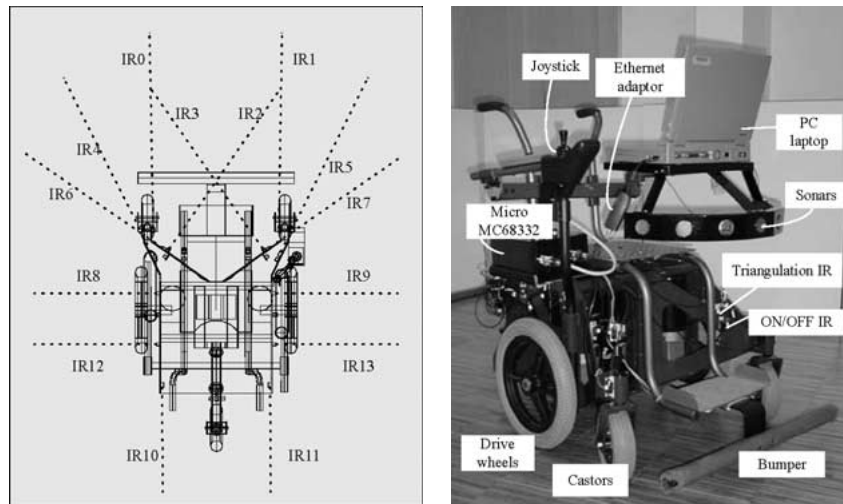 IR0
IR1
IR3
IR2
IR4
IR5
IR6
IR7
IR8
IR9
IR12
IR13
IR10
IR11
Joystick
Ethernet
adaptor
PC
laptop
Micro
MC68332
Sonars
Triangulation IR
ON/OFF IR
Drive
wheels
Castors
Bumper